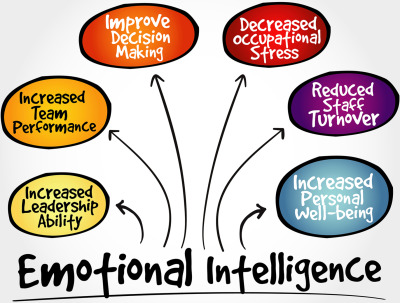 Improve
Decision
Making
Decreased
Occupational
Stress
Increased
Team
Performance
Reduced
Staff
Turnover
Increased
Leadership
Ability
Increased
Personal
Well-being
Emotional Intelligence